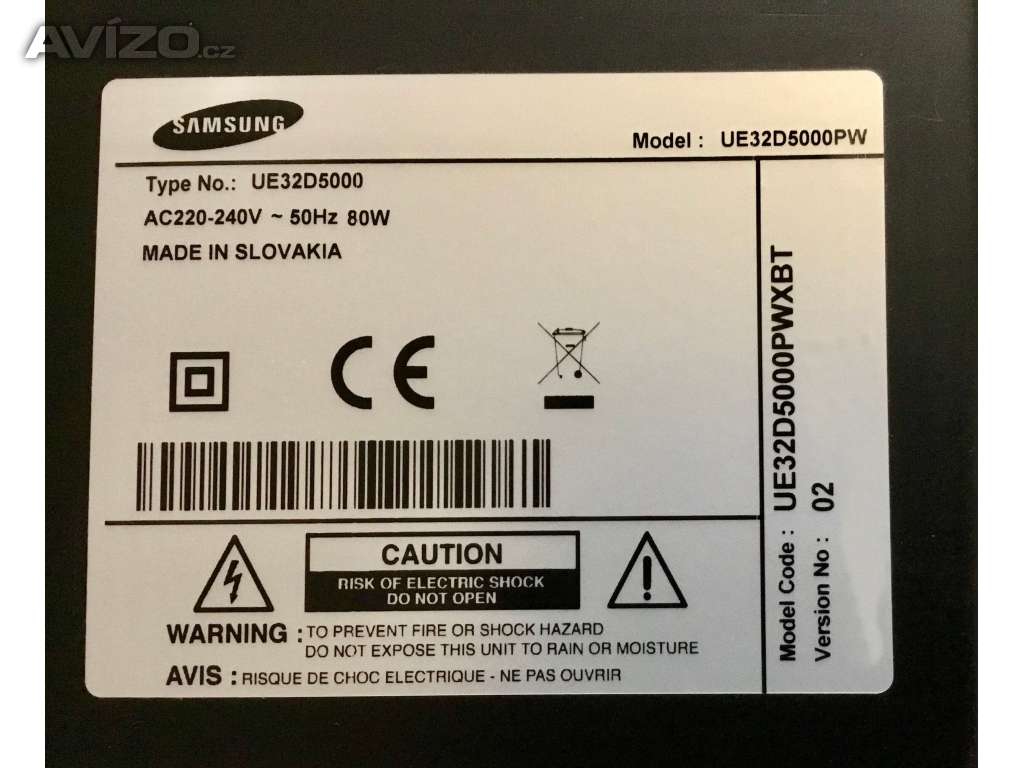 AVÍZO.cz
SAMSUNG
Model : UE32D5000PW
Type No.: UE32D5000
AC220-240V ~ 50Hz 80W
MADE IN SLOVAKIA
CE
CAUTION
RISK OF ELECTRIC SHOCK
DO NOT OPEN
WARNING : TO PREVENT FIRE OR SHOCK HAZARD
DO NOT EXPOSE THIS UNIT TO RAIN OR MOISTURE
AVIS : RISQUE DE CHOC ELECTRIQUE - NE PAS OUVRIR
Model Code : UE32D5000PWXBT
Version No : 02